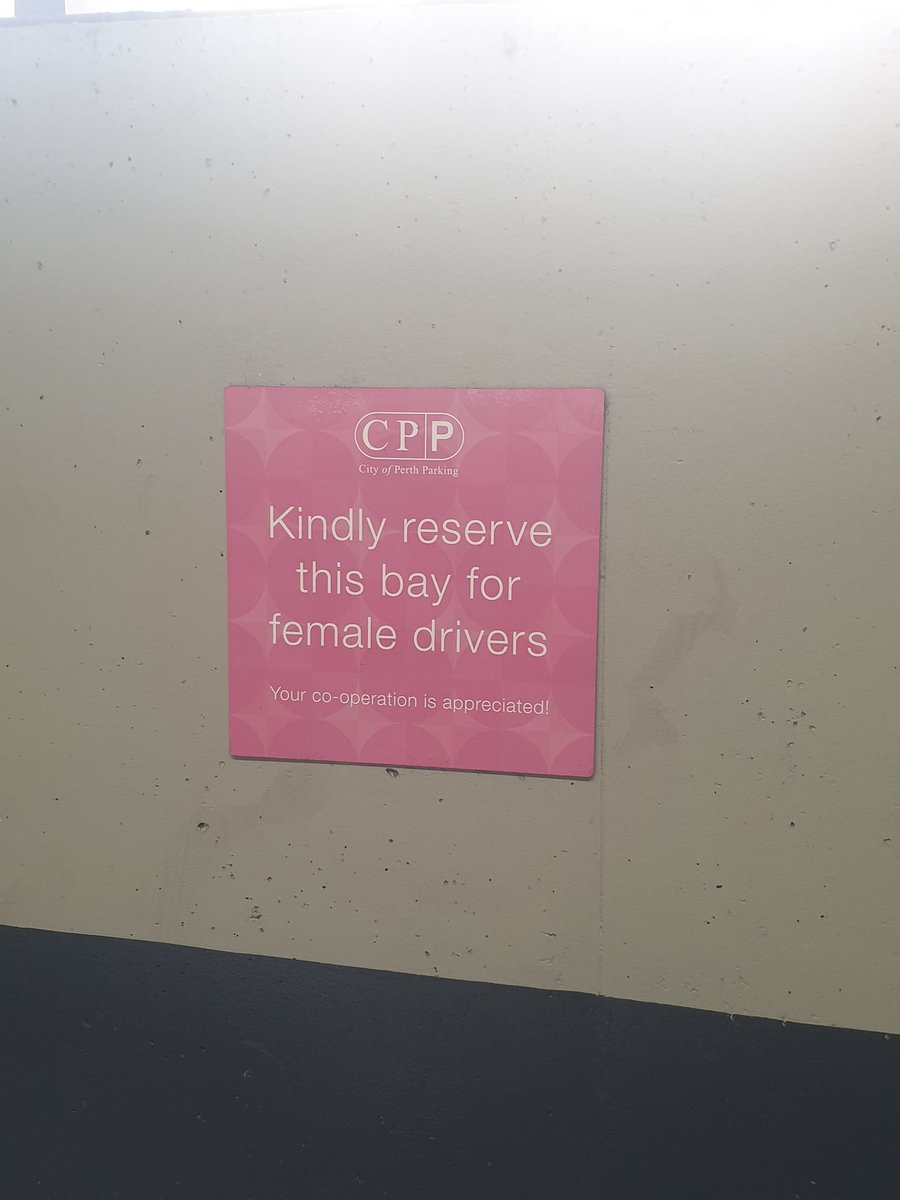 CPP
City of Perth Parking
Kindly reserve
this bay for
female drivers
Your co-operation is appreciated!